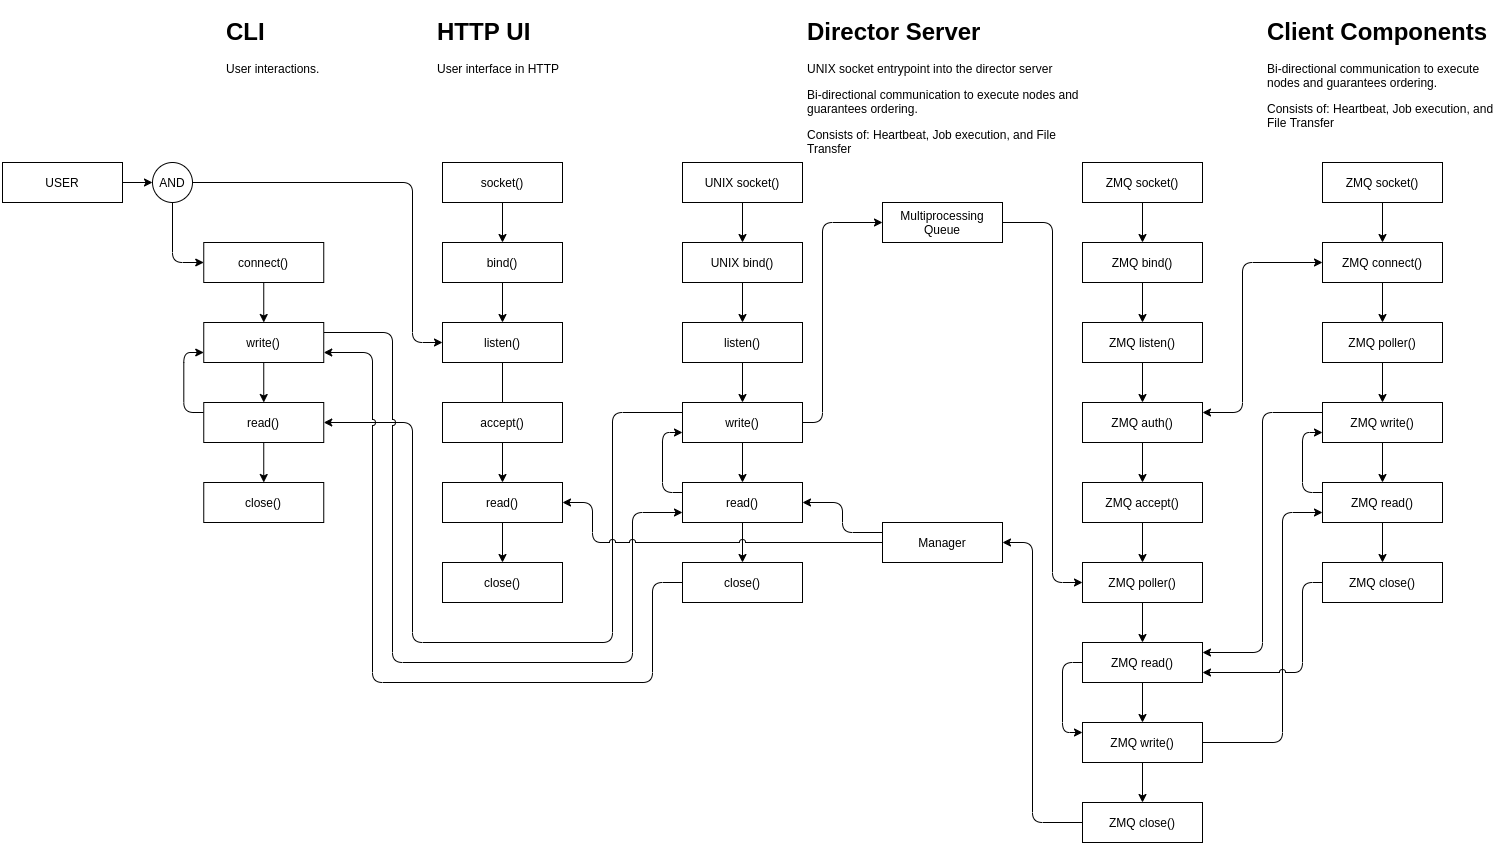 CLI
User interactions.
HTTP UI
User interface in HTTP
Director Server
UNIX socket entrypoint into the director server
Bi-directional communication to execute nodes and
guarantees ordering.
Consists of: Heartbeat, Job execution, and File
Transfer
Client Components
Bi-directional communication to execute
nodes and guarantees ordering.
Consists of: Heartbeat, Job execution, and
File Transfer
USER
AND
connect()
write()
read()
close()
socket()
bind()
listen()
accept()
read()
close()
UNIX socket()
UNIX bind()
listen()
write()
read()
close()
Multiprocessing
Queue
Manager
ZMQ socket()
ZMQ bind()
ZMQ listen()
ZMQ auth()
ZMQ accept()
ZMQ poller()
ZMQ read()
ZMQ write()
ZMQ close()
ZMQ socket()
ZMQ connect()
ZMQ poller()
ZMQ write()
ZMQ read()
ZMQ close()